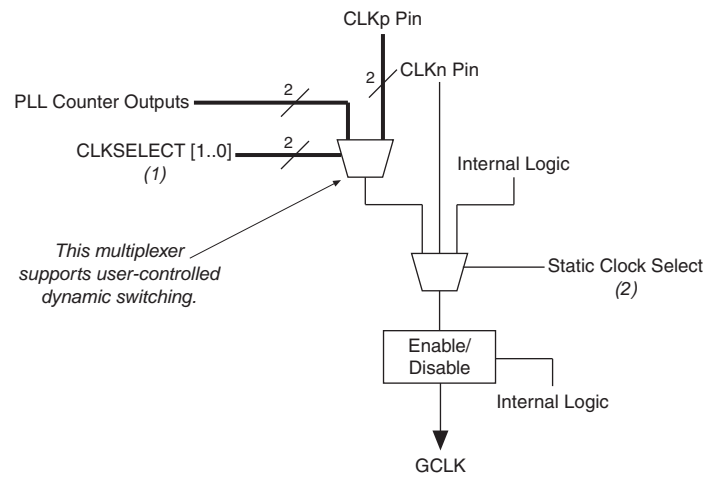 CLKp Pin
2
CLKn Pin
PLL Counter Outputs
2
CLKSELECT [1..0]
2
(1)
Internal Logic
This multiplexer
supports user-controlled
dynamic switching.
Static Clock Select
(2)
Enable/
Disable
Internal Logic
GCLK